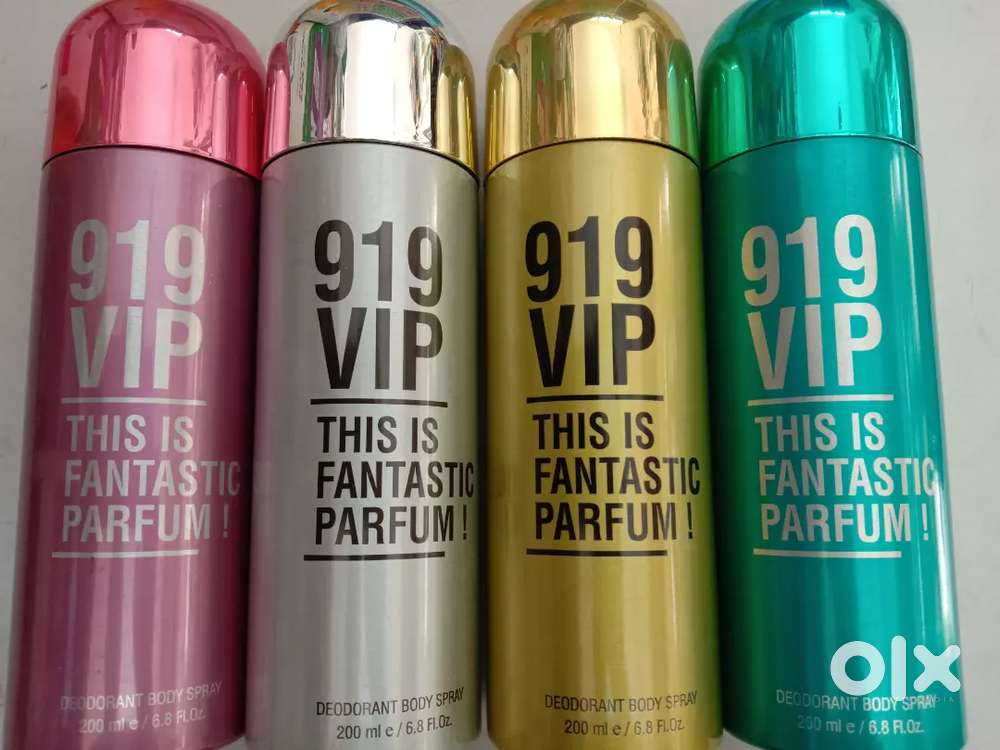 919
VIP
THIS IS
FANTASTIC
PARFUM !
DEODORANT BODY SPRAY
200 ml e / 6.8 Fl.Oz.
919
VIP
THIS IS
FANTASTIC
PARFUM !
DEODORANT BODY SPRAY
200 ml e / 6.8 Fl.Oz.
919
VIP
THIS IS
FANTASTIC
PARFUM !
DEODORANT BODY SPRAY
200 ml e / 6.8 Fl.Oz.
919
VIP
THIS IS
FANTASTIC
PARFUM !
DEODORANT BODY SPRAY
200 ml e / 6.8 Fl.Oz.
olx